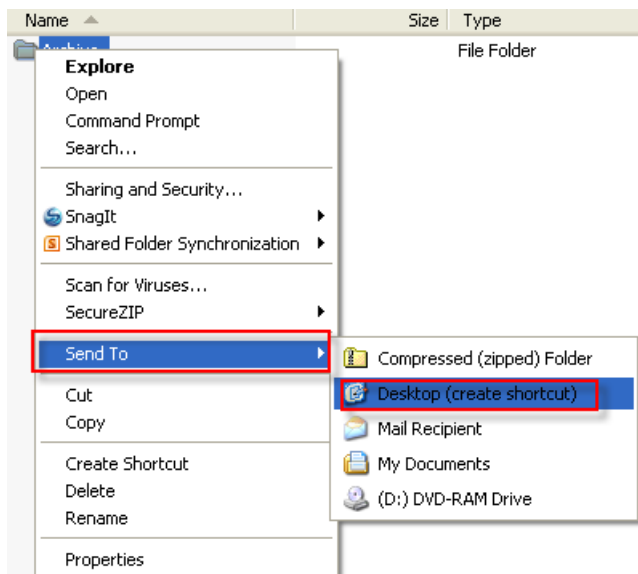 Name Size Type
Archive File Folder
Explore
Open
Command Prompt
Search...
Sharing and Security...
SnagIt
Shared Folder Synchronization
Scan for Viruses...
SecureZIP
Send To
Compressed (zipped) Folder
Desktop (create shortcut)
Mail Recipient
My Documents
(D:) DVD-RAM Drive
Cut
Copy
Create Shortcut
Delete
Rename
Properties